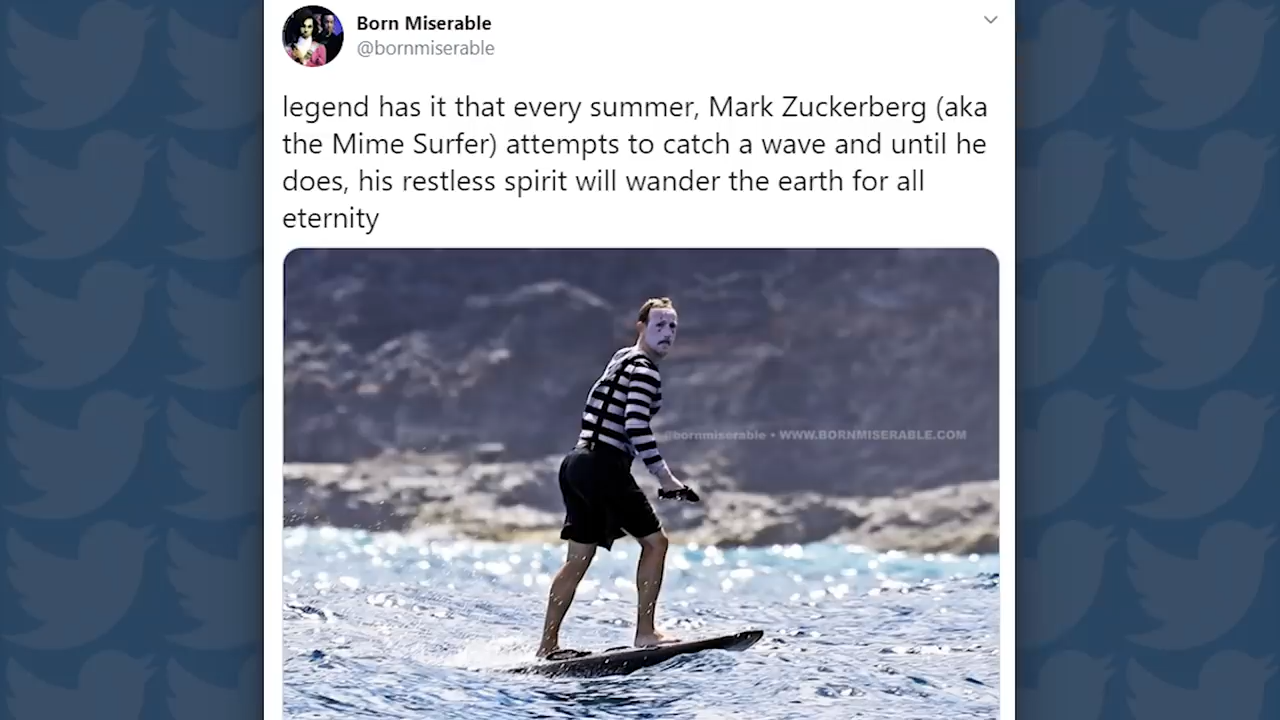 Born Miserable
@bornmiserable
legend has it that every summer, Mark Zuckerberg (aka
the Mime Surfer) attempts to catch a wave and until he
does, his restless spirit will wander the earth for all
eternity
@bornmiserable • WWW.BORNMISERABLE.COM